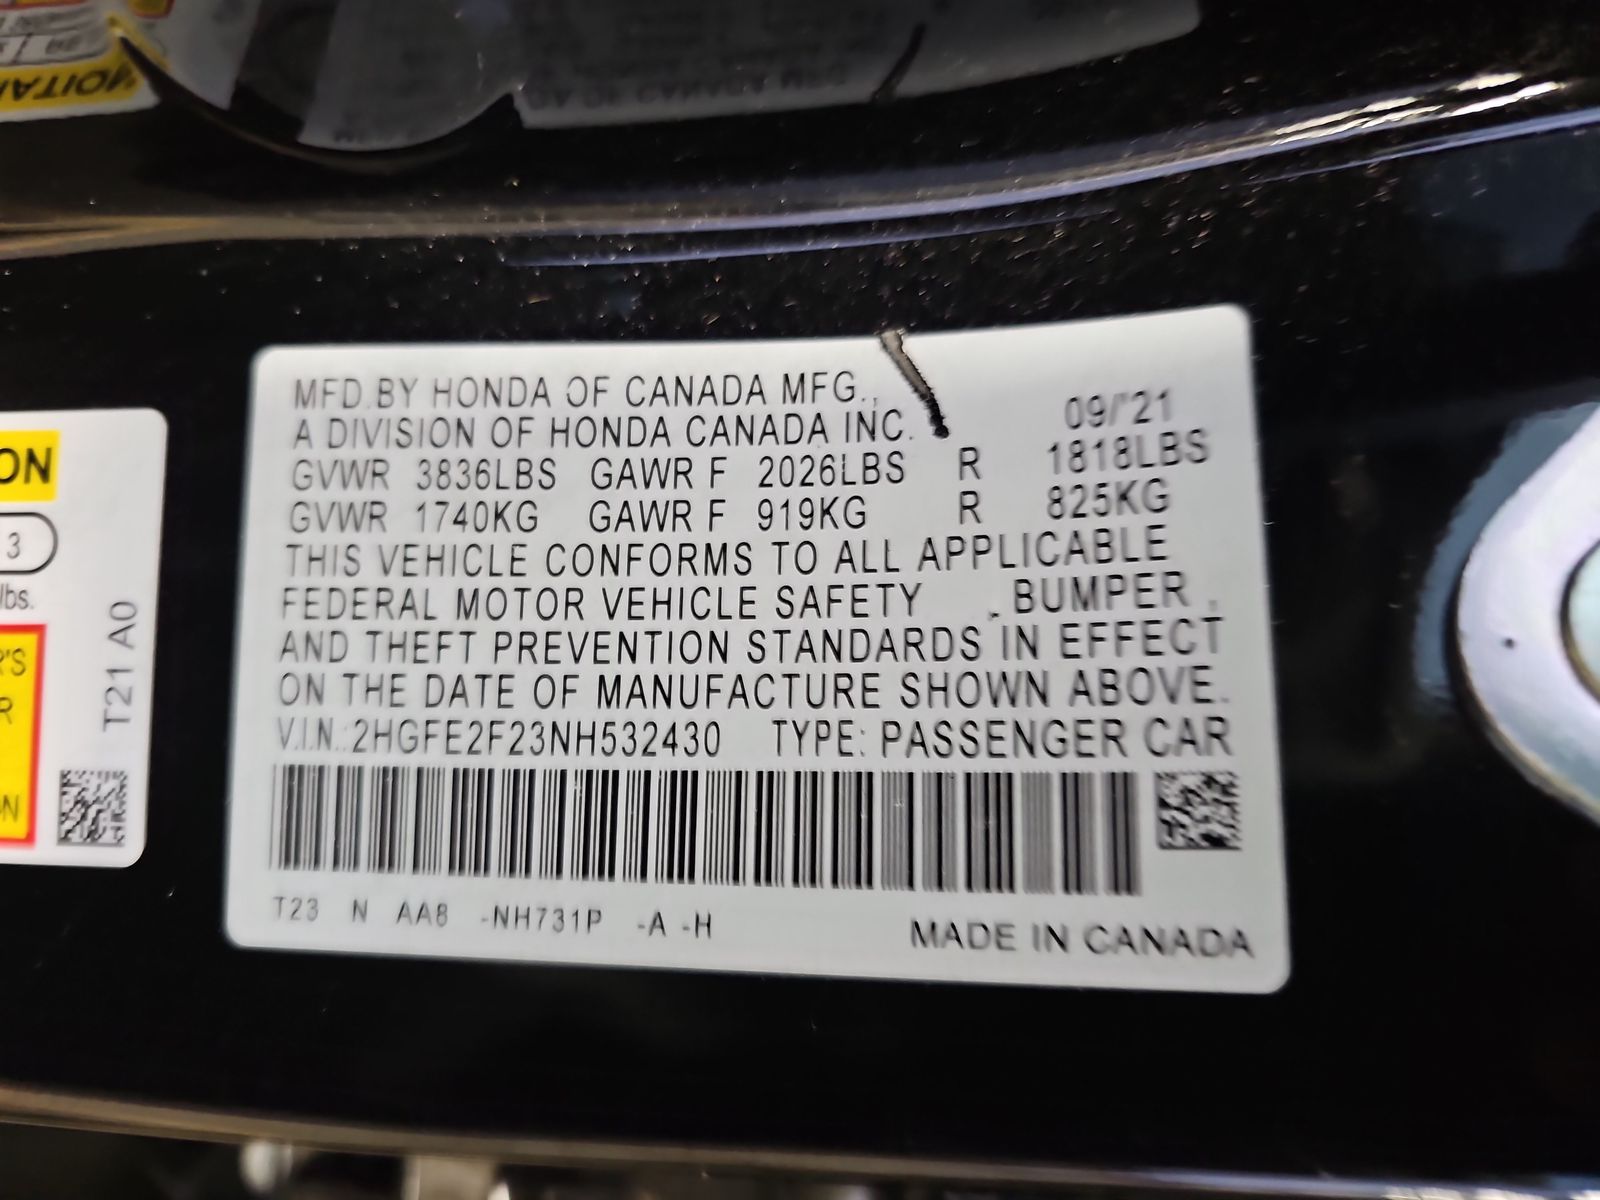 MFD.BY HONDA OF CANADA MFG.,
A DIVISION OF HONDA CANADA INC. 09/'21
GVWR 3836LBS GAWR F 2026LBS R 1818LBS
GVWR 1740KG GAWR F 919KG R 825KG
THIS VEHICLE CONFORMS TO ALL APPLICABLE
FEDERAL MOTOR VEHICLE SAFETY , BUMPER ,
AND THEFT PREVENTION STANDARDS IN EFFECT
ON THE DATE OF MANUFACTURE SHOWN ABOVE.
V.I.N.:2HGFE2F23NH532430 TYPE: PASSENGER CAR
T23 N AA8 -NH731P -A -H
MADE IN CANADA
ON
3
lbs.
R'S
R
ON
T21 A0